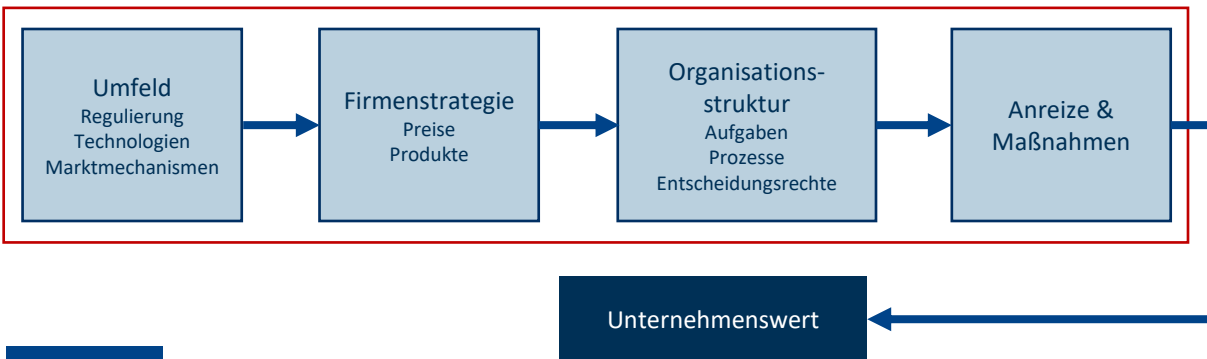 Umfeld
Regulierung
Technologien
Marktmechanismen
Firmenstrategie
Preise
Produkte
Organisations-
struktur
Aufgaben
Prozesse
Entscheidungsrechte
Anreize &
Maßnahmen
Unternehmenswert